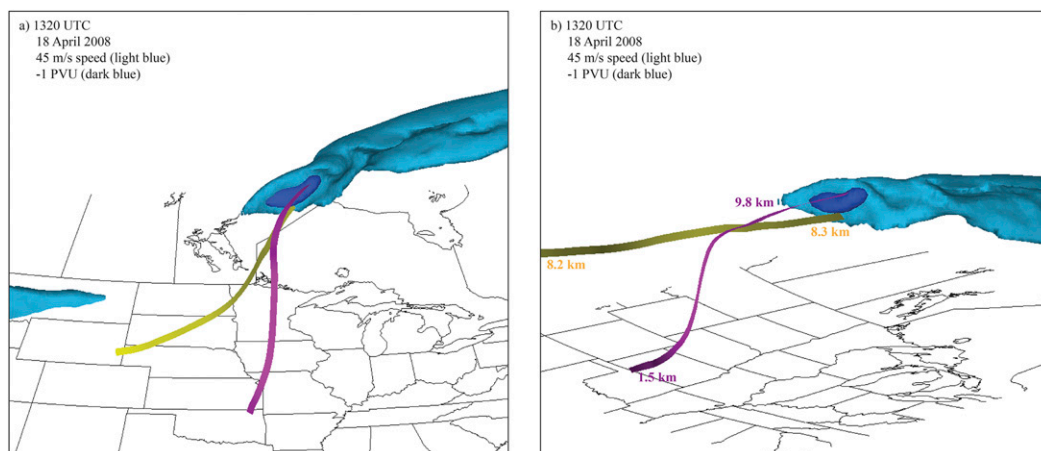 a) 1320 UTC
18 April 2008
45 m/s speed (light blue)
-1 PVU (dark blue)
b) 1320 UTC
18 April 2008
45 m/s speed (light blue)
-1 PVU (dark blue)
9.8 km
8.3 km
8.2 km
1.5 km